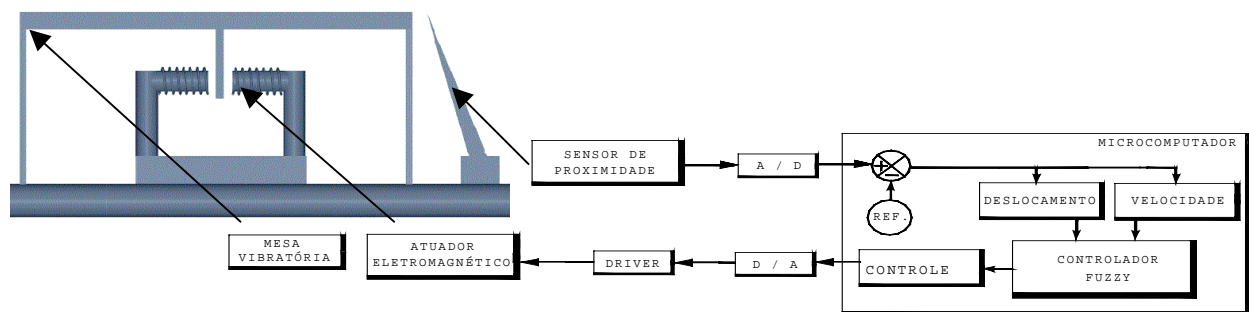 MICROCOMPUTADOR
SENSOR DE
PROXIMIDADE
A / D
REF.
DESLOCAMENTO
VELOCIDADE
MESA
VIBRATÓRIA
ATUADOR
ELETROMAGNÉTICO
DRIVER
D / A
CONTROLE
CONTROLADOR
FUZZY